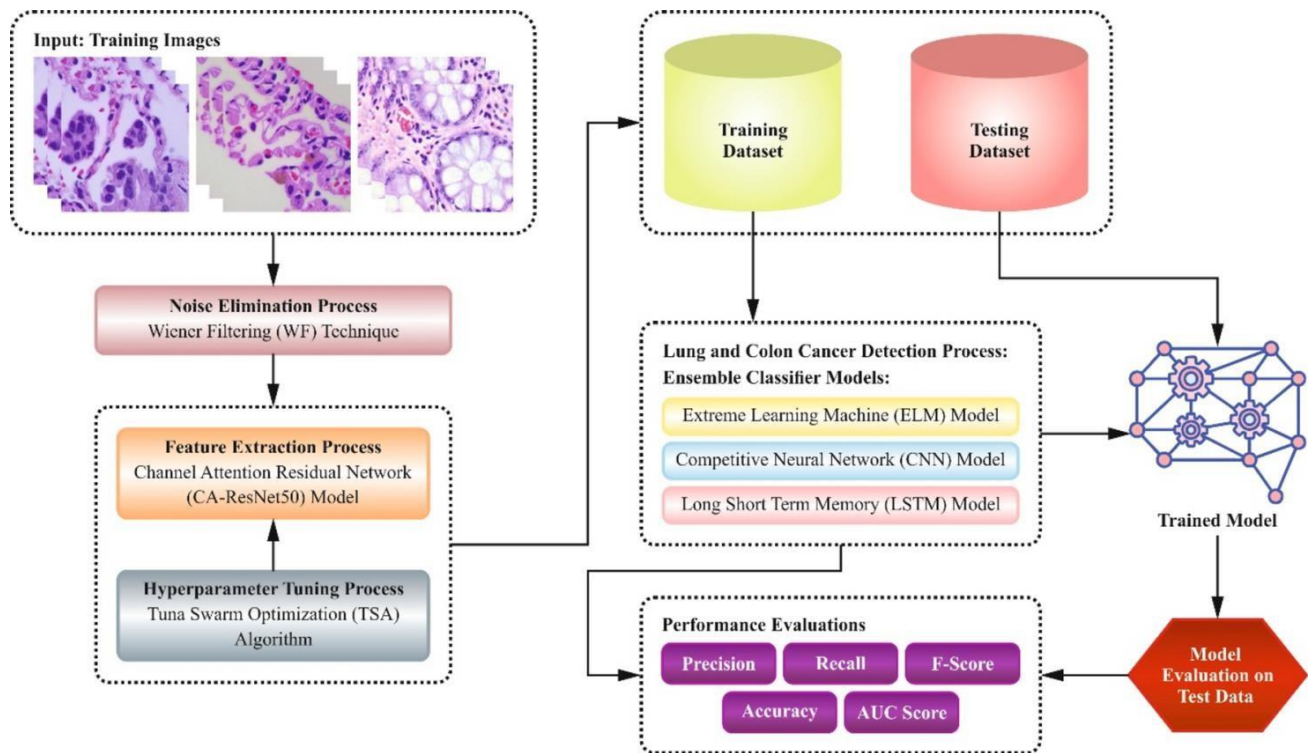 Input: Training Images
Noise Elimination Process
Wiener Filtering (WF) Technique
Feature Extraction Process
Channel Attention Residual Network
(CA-ResNet50) Model
Hyperparameter Tuning Process
Tuna Swarm Optimization (TSA)
Algorithm
Training
Dataset
Testing
Dataset
Lung and Colon Cancer Detection Process:
Ensemble Classifier Models:
Extreme Learning Machine (ELM) Model
Competitive Neural Network (CNN) Model
Long Short Term Memory (LSTM) Model
Trained Model
Performance Evaluations
Precision
Recall
F-Score
Accuracy
AUC Score
Model
Evaluation on
Test Data